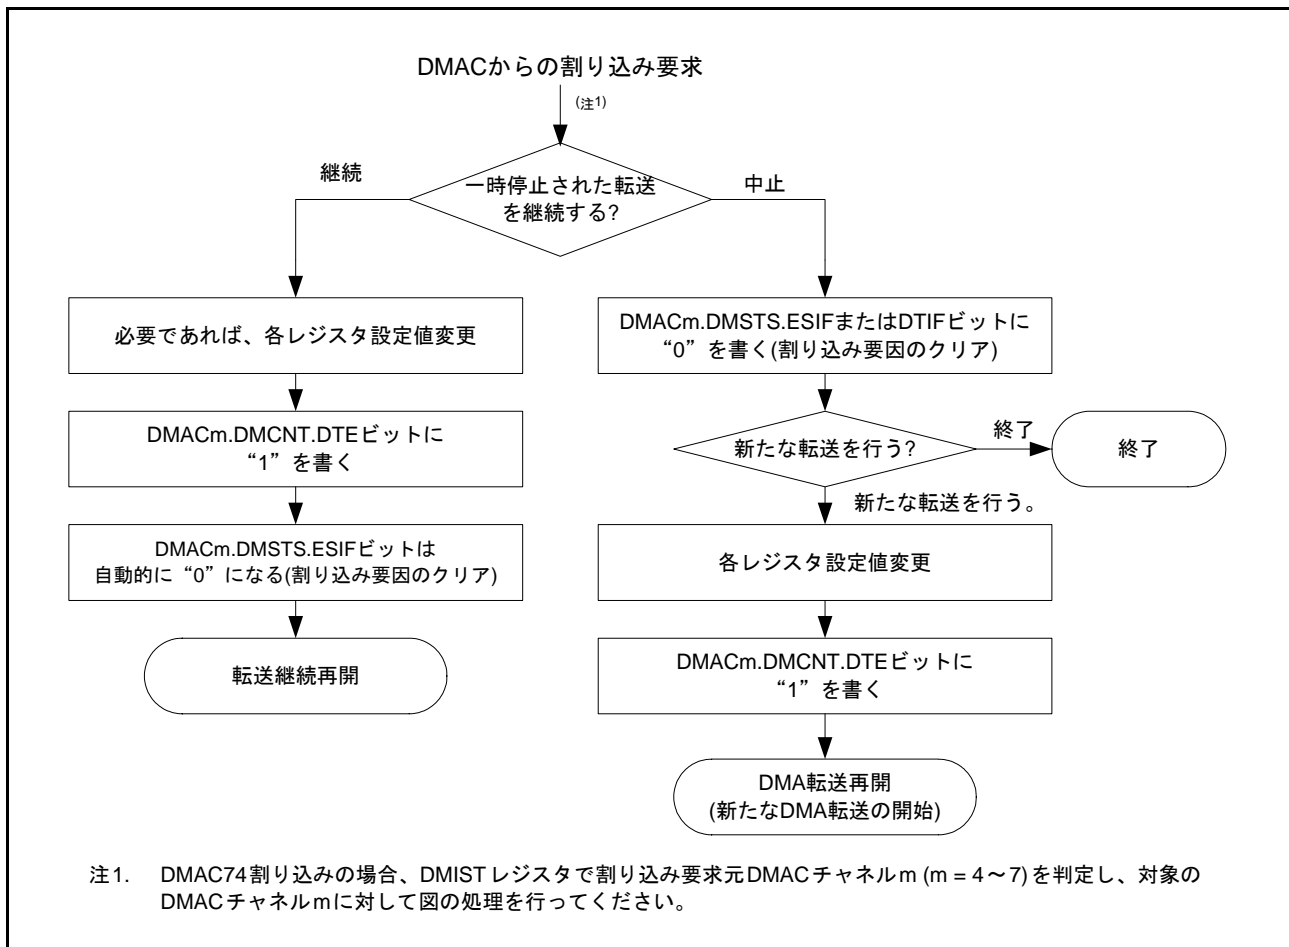 DMACからの割り込み要求
(注1)
一時停止された転送
を継続する?
継続
中止
必要であれば、各レジスタ設定値変更
DMACm.DMCNT.DTEビットに
“1”を書く
DMACm.DMSTS.ESIFビットは
自動的に“0”になる(割り込み要因のクリア)
転送継続再開
DMACm.DMSTS.ESIFまたはDTIFビットに
“0”を書く(割り込み要因のクリア)
新たな転送を行う?
終了
終了
新たな転送を行う。
各レジスタ設定値変更
DMACm.DMCNT.DTEビットに
“1”を書く
DMA転送再開
(新たなDMA転送の開始)
注1. DMAC74割り込みの場合、DMISTレジスタで割り込み要求元DMACチャネルm (m = 4～7)を判定し、対象の
DMACチャネルmに対して図の処理を行ってください。